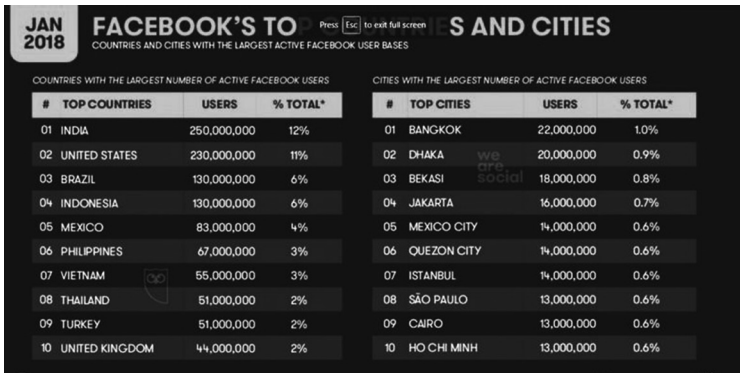 JAN
2018
FACEBOOK'S TOP COUNTRIES AND CITIES
Press Esc to exit full screen
COUNTRIES AND CITIES WITH THE LARGEST ACTIVE FACEBOOK USER BASES
COUNTRIES WITH THE LARGEST NUMBER OF ACTIVE FACEBOOK USERS
# TOP COUNTRIES USERS % TOTAL*
01 INDIA 250,000,000 12%
02 UNITED STATES 230,000,000 11%
03 BRAZIL 130,000,000 6%
04 INDONESIA 130,000,000 6%
05 MEXICO 83,000,000 4%
06 PHILIPPINES 67,000,000 3%
07 VIETNAM 55,000,000 3%
08 THAILAND 51,000,000 2%
09 TURKEY 51,000,000 2%
10 UNITED KINGDOM 44,000,000 2%
CITIES WITH THE LARGEST NUMBER OF ACTIVE FACEBOOK USERS
# TOP CITIES USERS % TOTAL*
01 BANGKOK 22,000,000 1.0%
02 DHAKA 20,000,000 0.9%
03 BEKASI 18,000,000 0.8%
04 JAKARTA 16,000,000 0.7%
05 MEXICO CITY 14,000,000 0.6%
06 QUEZON CITY 14,000,000 0.6%
07 ISTANBUL 14,000,000 0.6%
08 SÃO PAULO 13,000,000 0.6%
09 CAIRO 13,000,000 0.6%
10 HO CHI MINH 13,000,000 0.6%
we
are
social